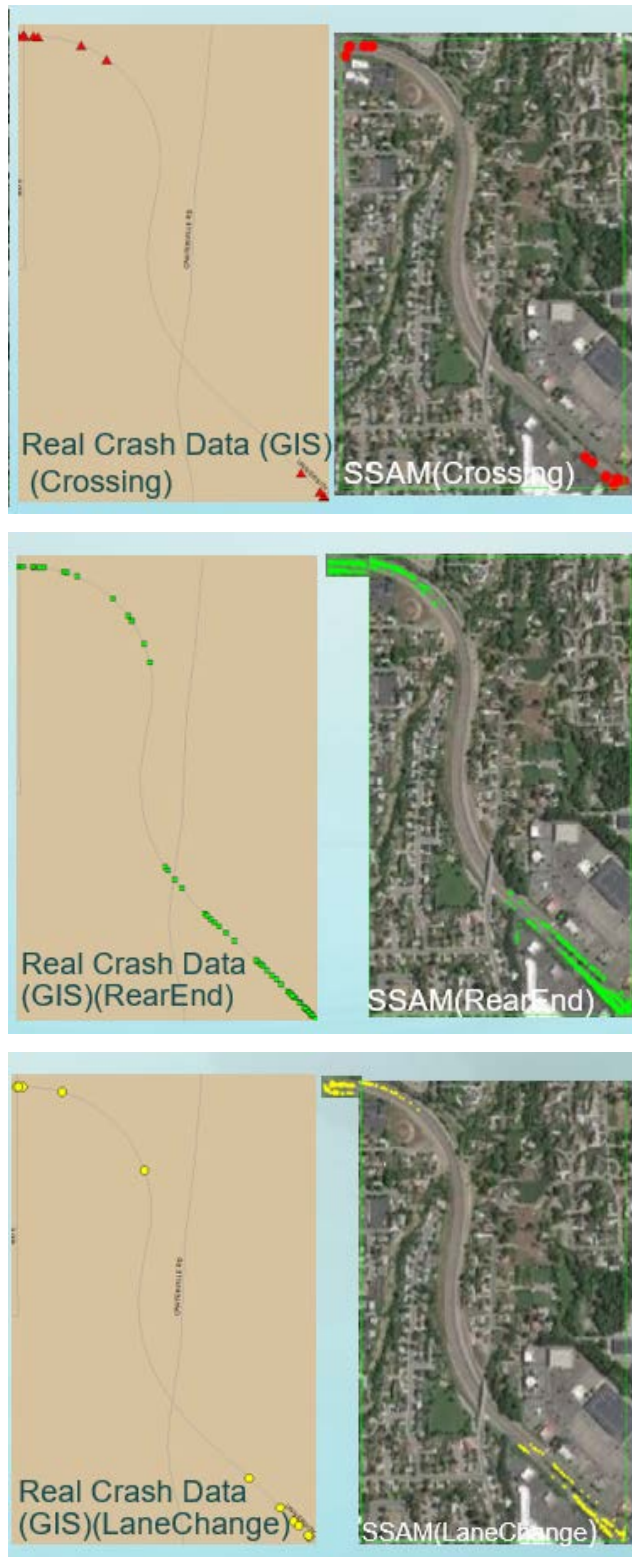 Real Crash Data (GIS)
(Crossing)
SSAM(Crossing)
Real Crash Data
(GIS)(RearEnd)
SSAM(RearEnd)
Real Crash Data
(GIS)(LaneChange)
SSAM(LaneChange)